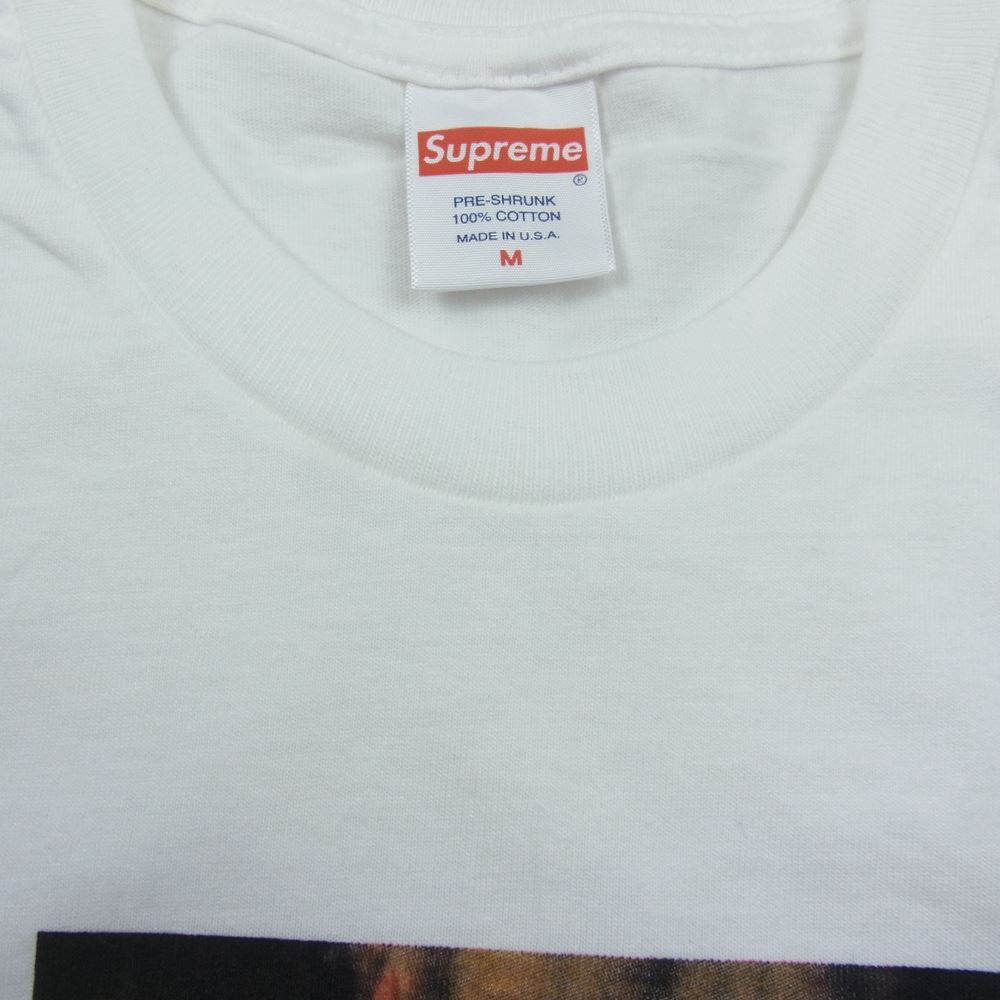 Supreme
®
PRE-SHRUNK
100% COTTON
MADE IN U.S.A.
M